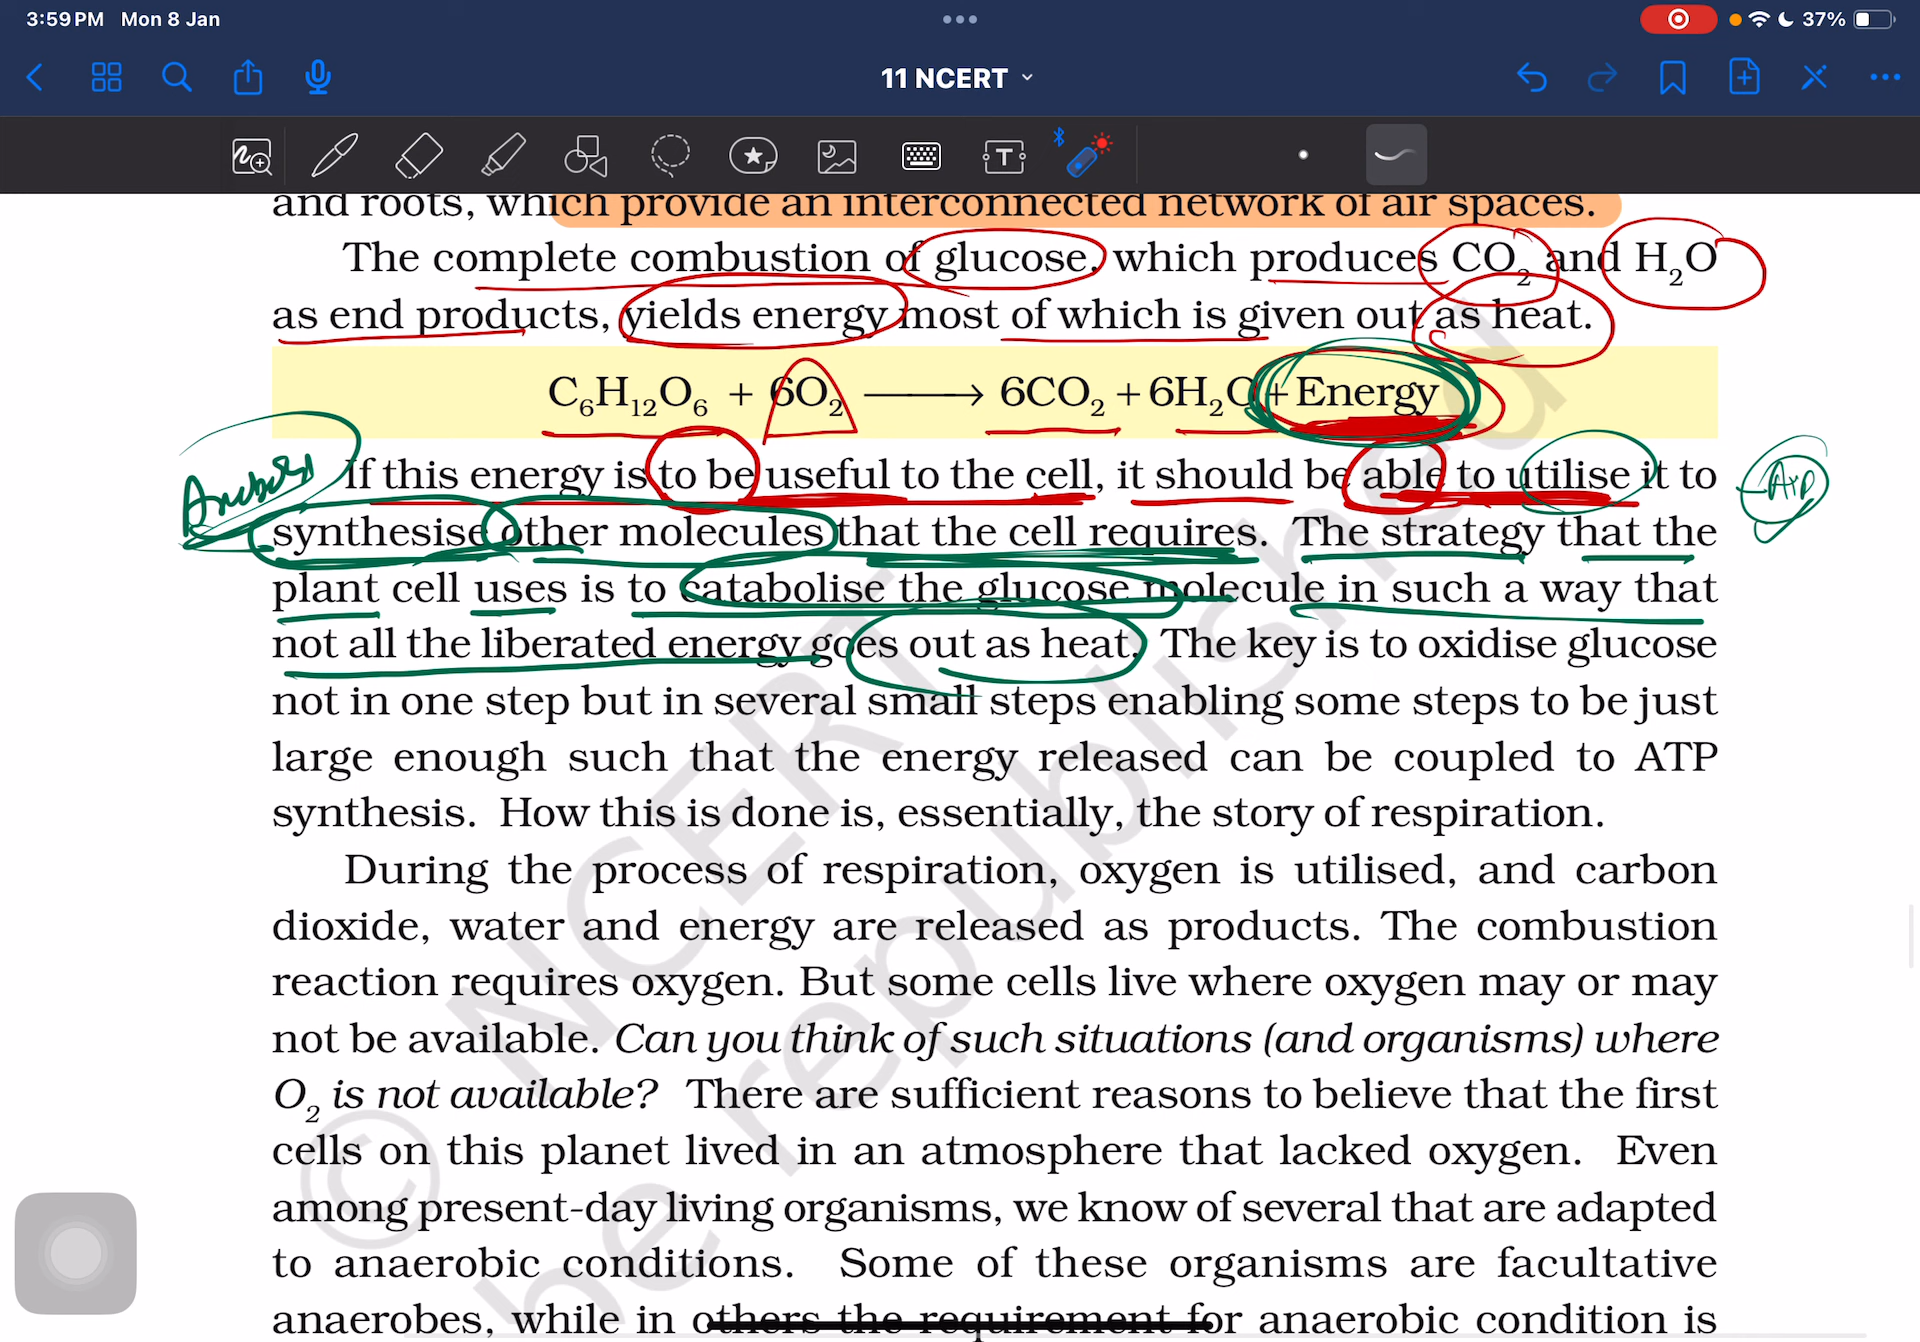 3:59 PM Mon 8 Jan
37%
11 NCERT
and roots, which provide an interconnected network of air spaces.
The complete combustion of glucose, which produces CO2 and H2O
as end products, yields energy most of which is given out as heat.
C6H12O6 + 6O2 ⟶ 6CO2 + 6H2O + Energy
If this energy is to be useful to the cell, it should be able to utilise it to
synthesise other molecules that the cell requires. The strategy that the
plant cell uses is to catabolise the glucose molecule in such a way that
not all the liberated energy goes out as heat. The key is to oxidise glucose
not in one step but in several small steps enabling some steps to be just
large enough such that the energy released can be coupled to ATP
synthesis. How this is done is, essentially, the story of respiration.
During the process of respiration, oxygen is utilised, and carbon
dioxide, water and energy are released as products. The combustion
reaction requires oxygen. But some cells live where oxygen may or may
not be available. Can you think of such situations (and organisms) where
O2 is not available? There are sufficient reasons to believe that the first
cells on this planet lived in an atmosphere that lacked oxygen. Even
among present-day living organisms, we know of several that are adapted
to anaerobic conditions. Some of these organisms are facultative
anaerobes, while in others the requirement for anaerobic condition is
ATP
© NCERT
be republished